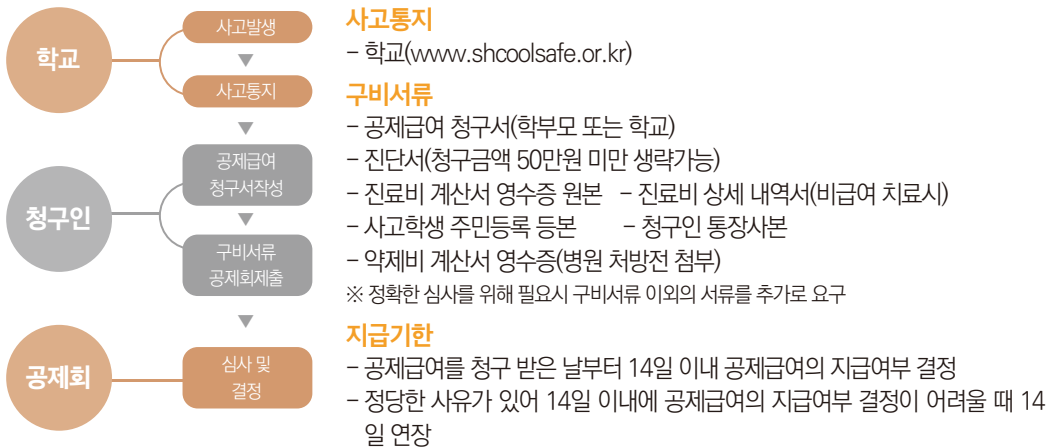 학교
사고발생
▼
사고통지
▼
청구인
공제급여
청구서작성
▼
구비서류
공제회제출
▼
공제회
심사 및
결정
사고통지
- 학교(www.shcoolsafe.or.kr)
구비서류
- 공제급여 청구서(학부모 또는 학교)
- 진단서(청구금액 50만원 미만 생략가능)
- 진료비 계산서 영수증 원본 - 진료비 상세 내역서(비급여 치료시)
- 사고학생 주민등록 등본 - 청구인 통장사본
- 약제비 계산서 영수증(병원 처방전 첨부)
※ 정확한 심사를 위해 필요시 구비서류 이외의 서류를 추가로 요구
지급기한
- 공제급여를 청구 받은 날부터 14일 이내 공제급여의 지급여부 결정
- 정당한 사유가 있어 14일 이내에 공제급여의 지급여부 결정이 어려울 때 14
일 연장